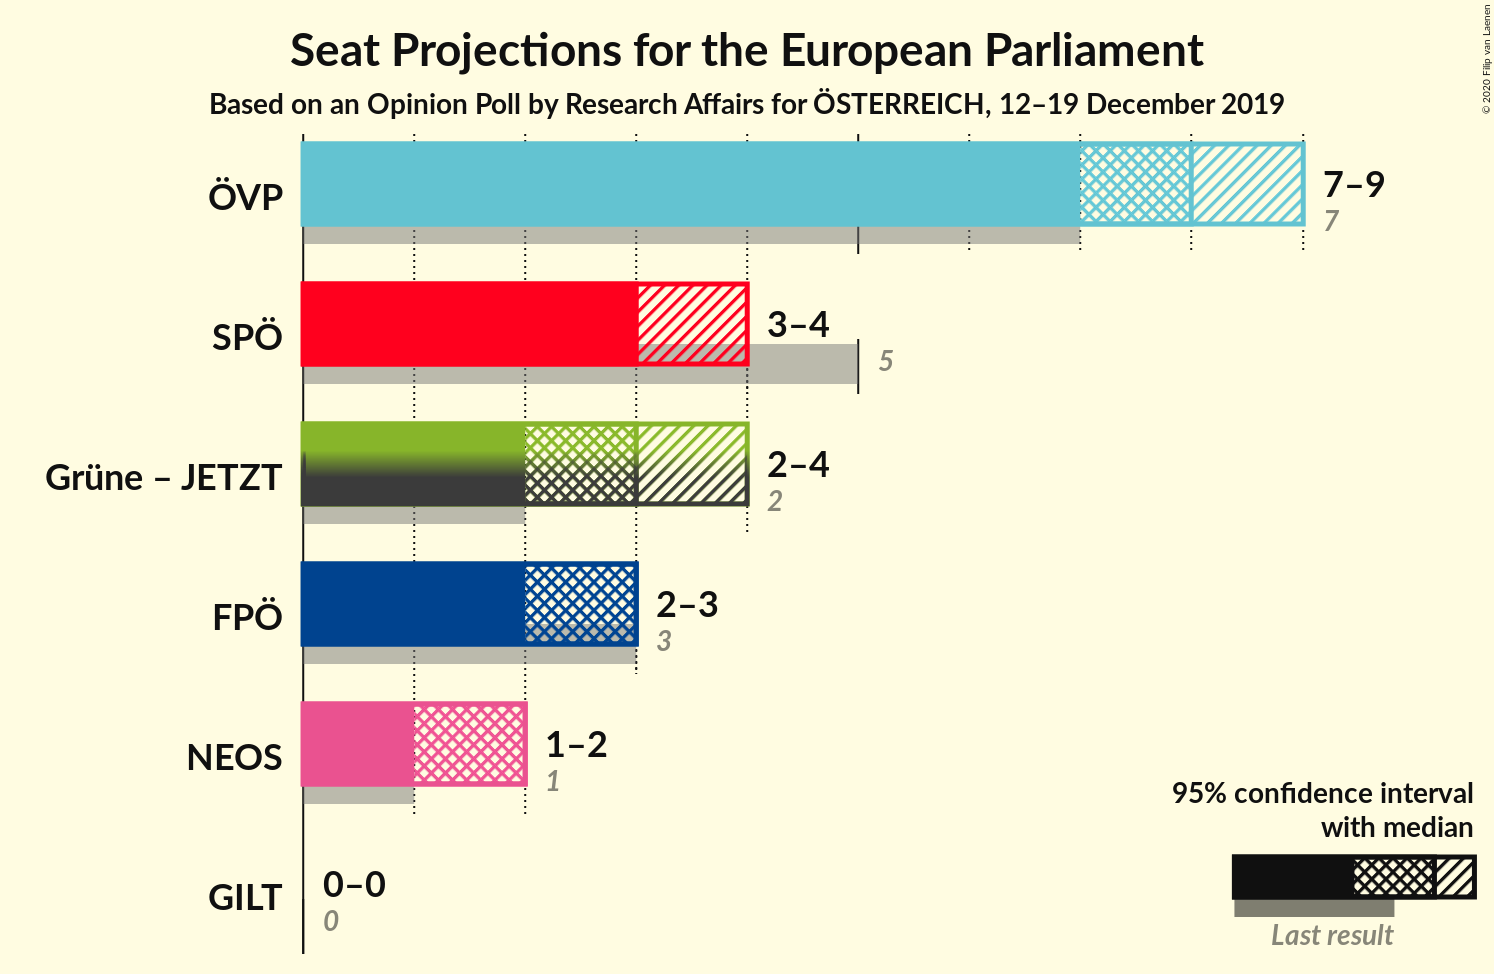 Seat Projections for the European Parliament
Based on an Opinion Poll by Research Affairs for ÖSTERREICH, 12–19 December 2019
© 2020 Filip van Laenen
ÖVP
7–9
7
SPÖ
3–4
5
Grüne – JETZT
2–4
2
FPÖ
2–3
3
NEOS
1–2
1
GILT
0–0
0
95% confidence interval
with median
Last result